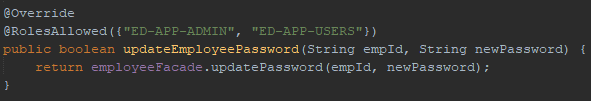 @Override
@RolesAllowed({"ED-APP-ADMIN", "ED-APP-USERS"})
public boolean updateEmployeePassword(String empId, String newPassword) {
    return employeeFacade.updatePassword(empId, newPassword);
}